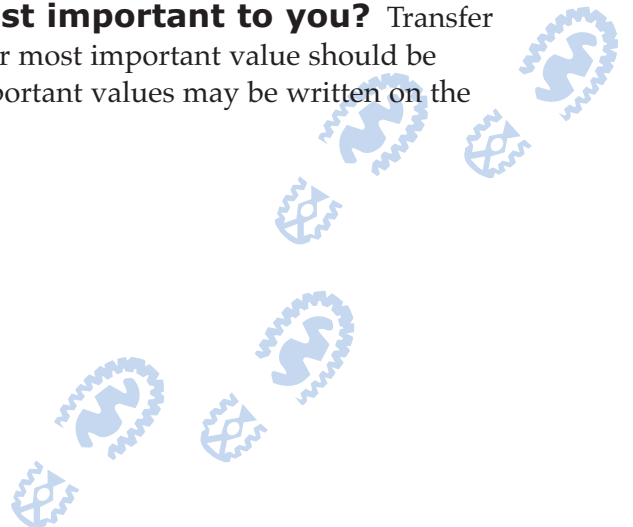 st important to you? Transfer
r most important value should be
portant values may be written on the